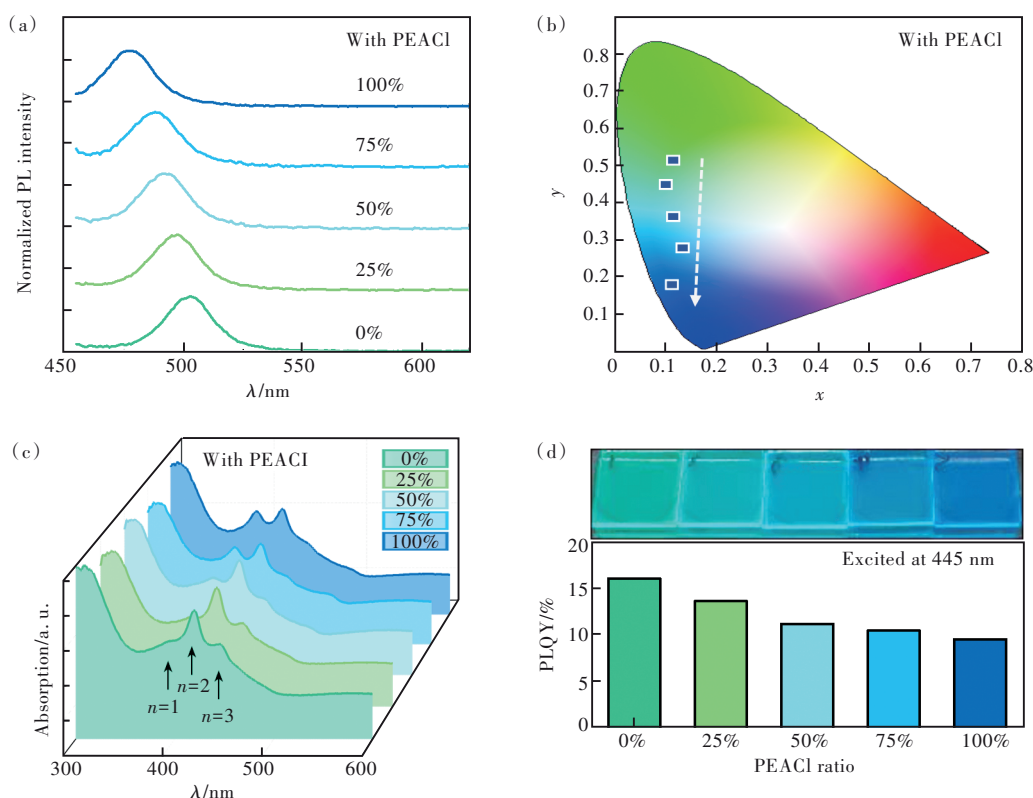 (a)
With PEACl
100%
75%
50%
25%
0%
Normalized PL intensity
450
500
550
600
λ/nm
(b)
With PEACl
0.9
0.8
0.7
0.6
0.5
0.4
0.3
0.2
0.1
0
0.1
0.2
0.3
0.4
0.5
0.6
0.7
0.8
y
x
(c)
With PEACI
0%
25%
50%
75%
100%
n=1
n=2
n=3
Absorption/a. u.
300
400
500
600
λ/nm
(d)
Excited at 445 nm
20
15
10
5
0
PLQY/%
0%
25%
50%
75%
100%
PEACl ratio